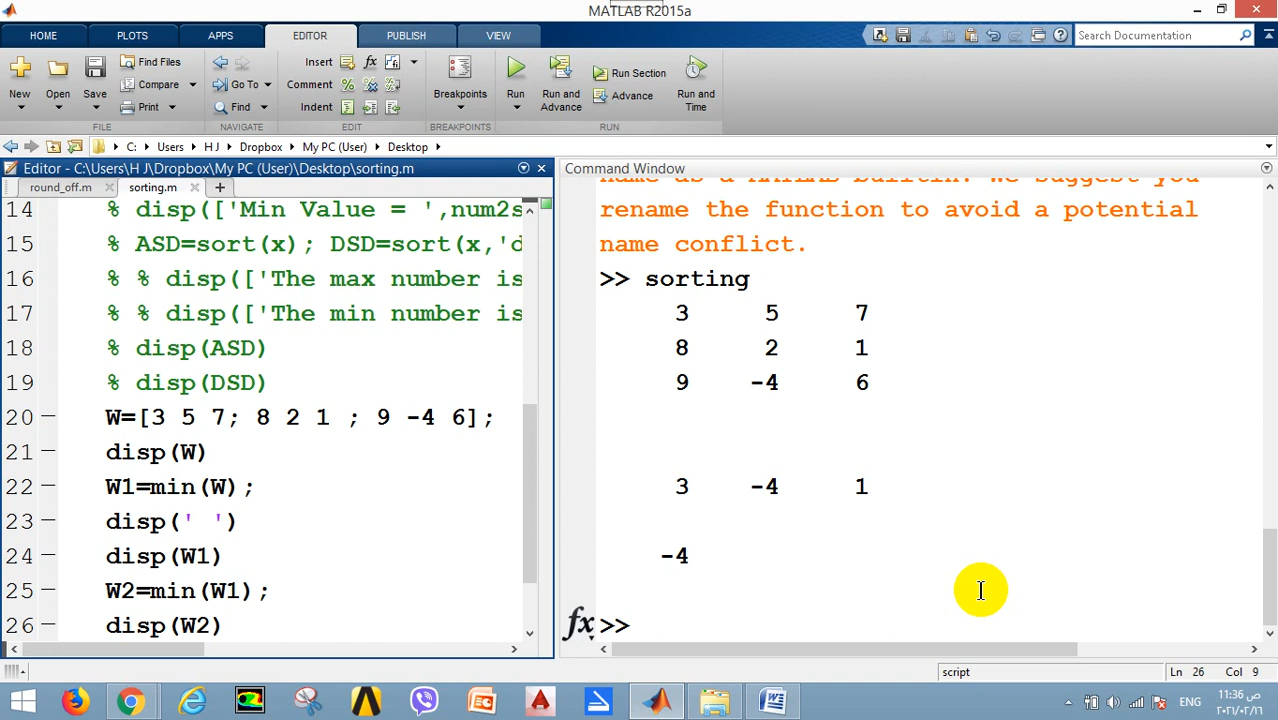 MATLAB R2015a
HOME PLOTS APPS EDITOR PUBLISH VIEW Search Documentation
New Open Save Find Files Compare Print
Go To Find
Insert fx Comment % Indent
Breakpoints
Run Run and Advance Run Section Advance Run and Time
FILE NAVIGATE EDIT BREAKPOINTS RUN
C: Users H J Dropbox My PC (User) Desktop
Editor - C:\Users\H J\Dropbox\My PC (User)\Desktop\sorting.m
round_off.m sorting.m +
14 % disp(['Min Value = ',num2s
15 % ASD=sort(x); DSD=sort(x,'d
16 % % disp(['The max number is
17 % % disp(['The min number is
18 % disp(ASD)
19 % disp(DSD)
20 W=[3 5 7; 8 2 1 ; 9 -4 6];
21 disp(W)
22 W1=min(W);
23 disp(' ')
24 disp(W1)
25 W2=min(W1);
26 disp(W2)
Command Window
rename the function to avoid a potential
name conflict.
>> sorting
3 5 7
8 2 1
9 -4 6
3 -4 1
-4
fx >>
script Ln 26 Col 9
ENG 11:36 ص
٢٠٢١/٠٢/١٦